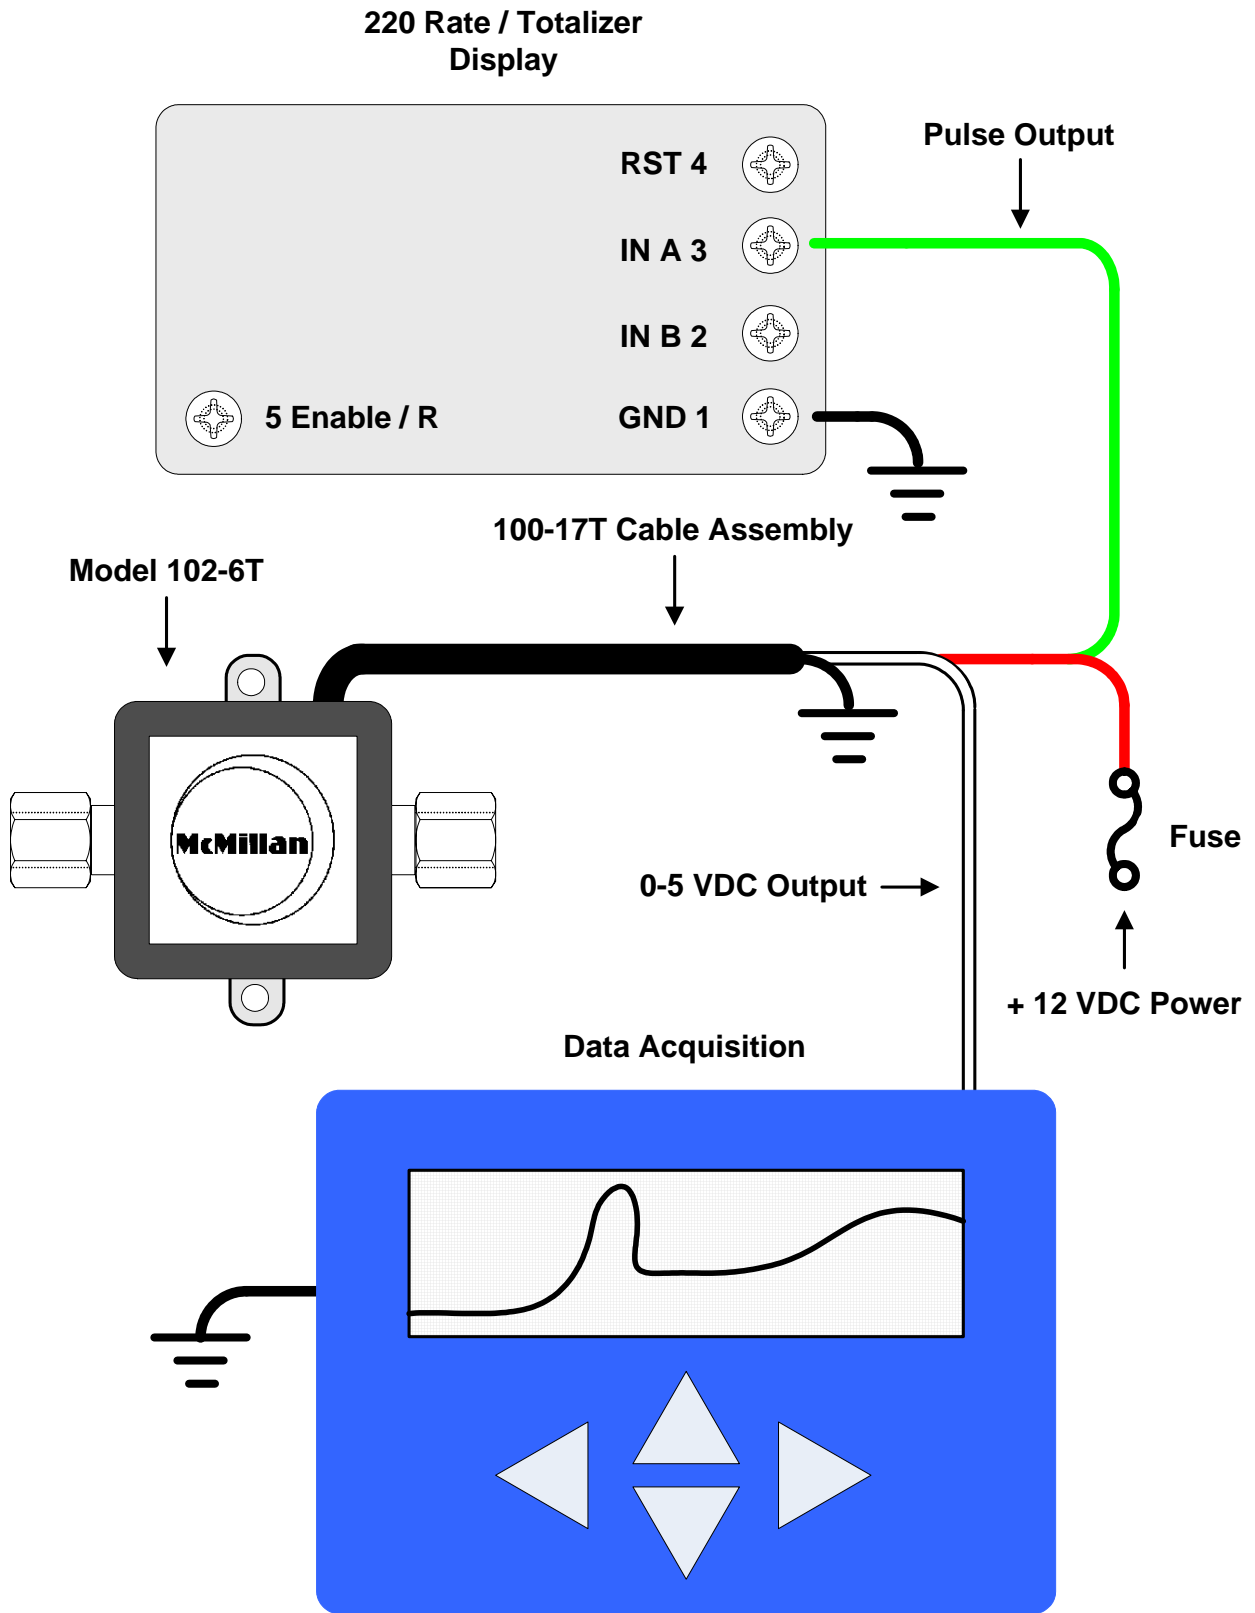 220 Rate / Totalizer
Display
Pulse Output
RST 4
IN A 3
IN B 2
5 Enable / R
GND 1
100-17T Cable Assembly
Model 102-6T
McMillan
Fuse
0-5 VDC Output
+ 12 VDC Power
Data Acquisition